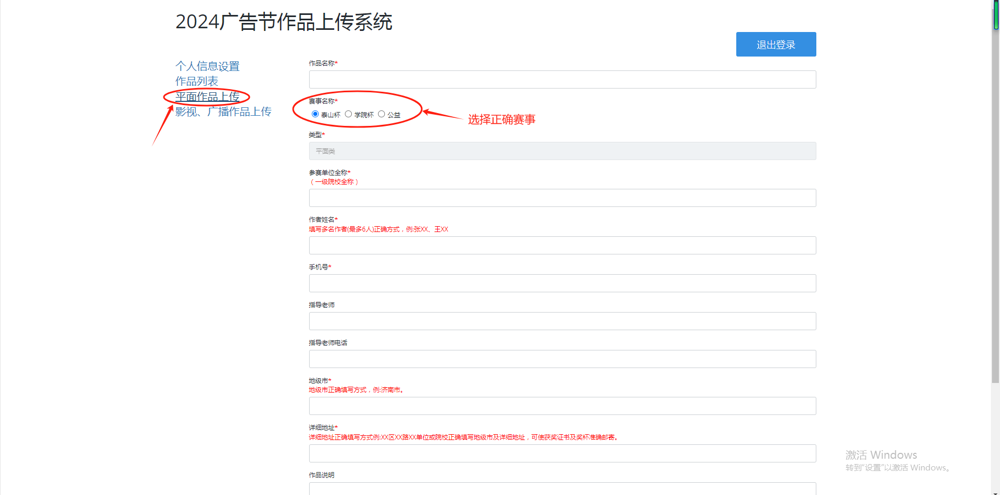 2024广告节作品上传系统
退出登录
个人信息设置
作品列表
平面作品上传
影视、广播作品上传
作品名称*
赛事名称*
泰山杯 学院杯 公益
选择正确赛事
类型*
平面类
参赛单位全称*
（一级院校全称）
作者姓名*
填写多名作者(最多6人)正确方式，例:张XX、王XX
手机号*
指导老师
指导老师电话
地级市*
地级市正确填写方式，例:济南市。
详细地址*
详细地址正确填写方式例:XX区XX路XX单位或院校正确填写地级市及详细地址，可使获奖证书及奖杯准确邮寄。
作品说明
激活 Windows
转到"设置"以激活 Windows。